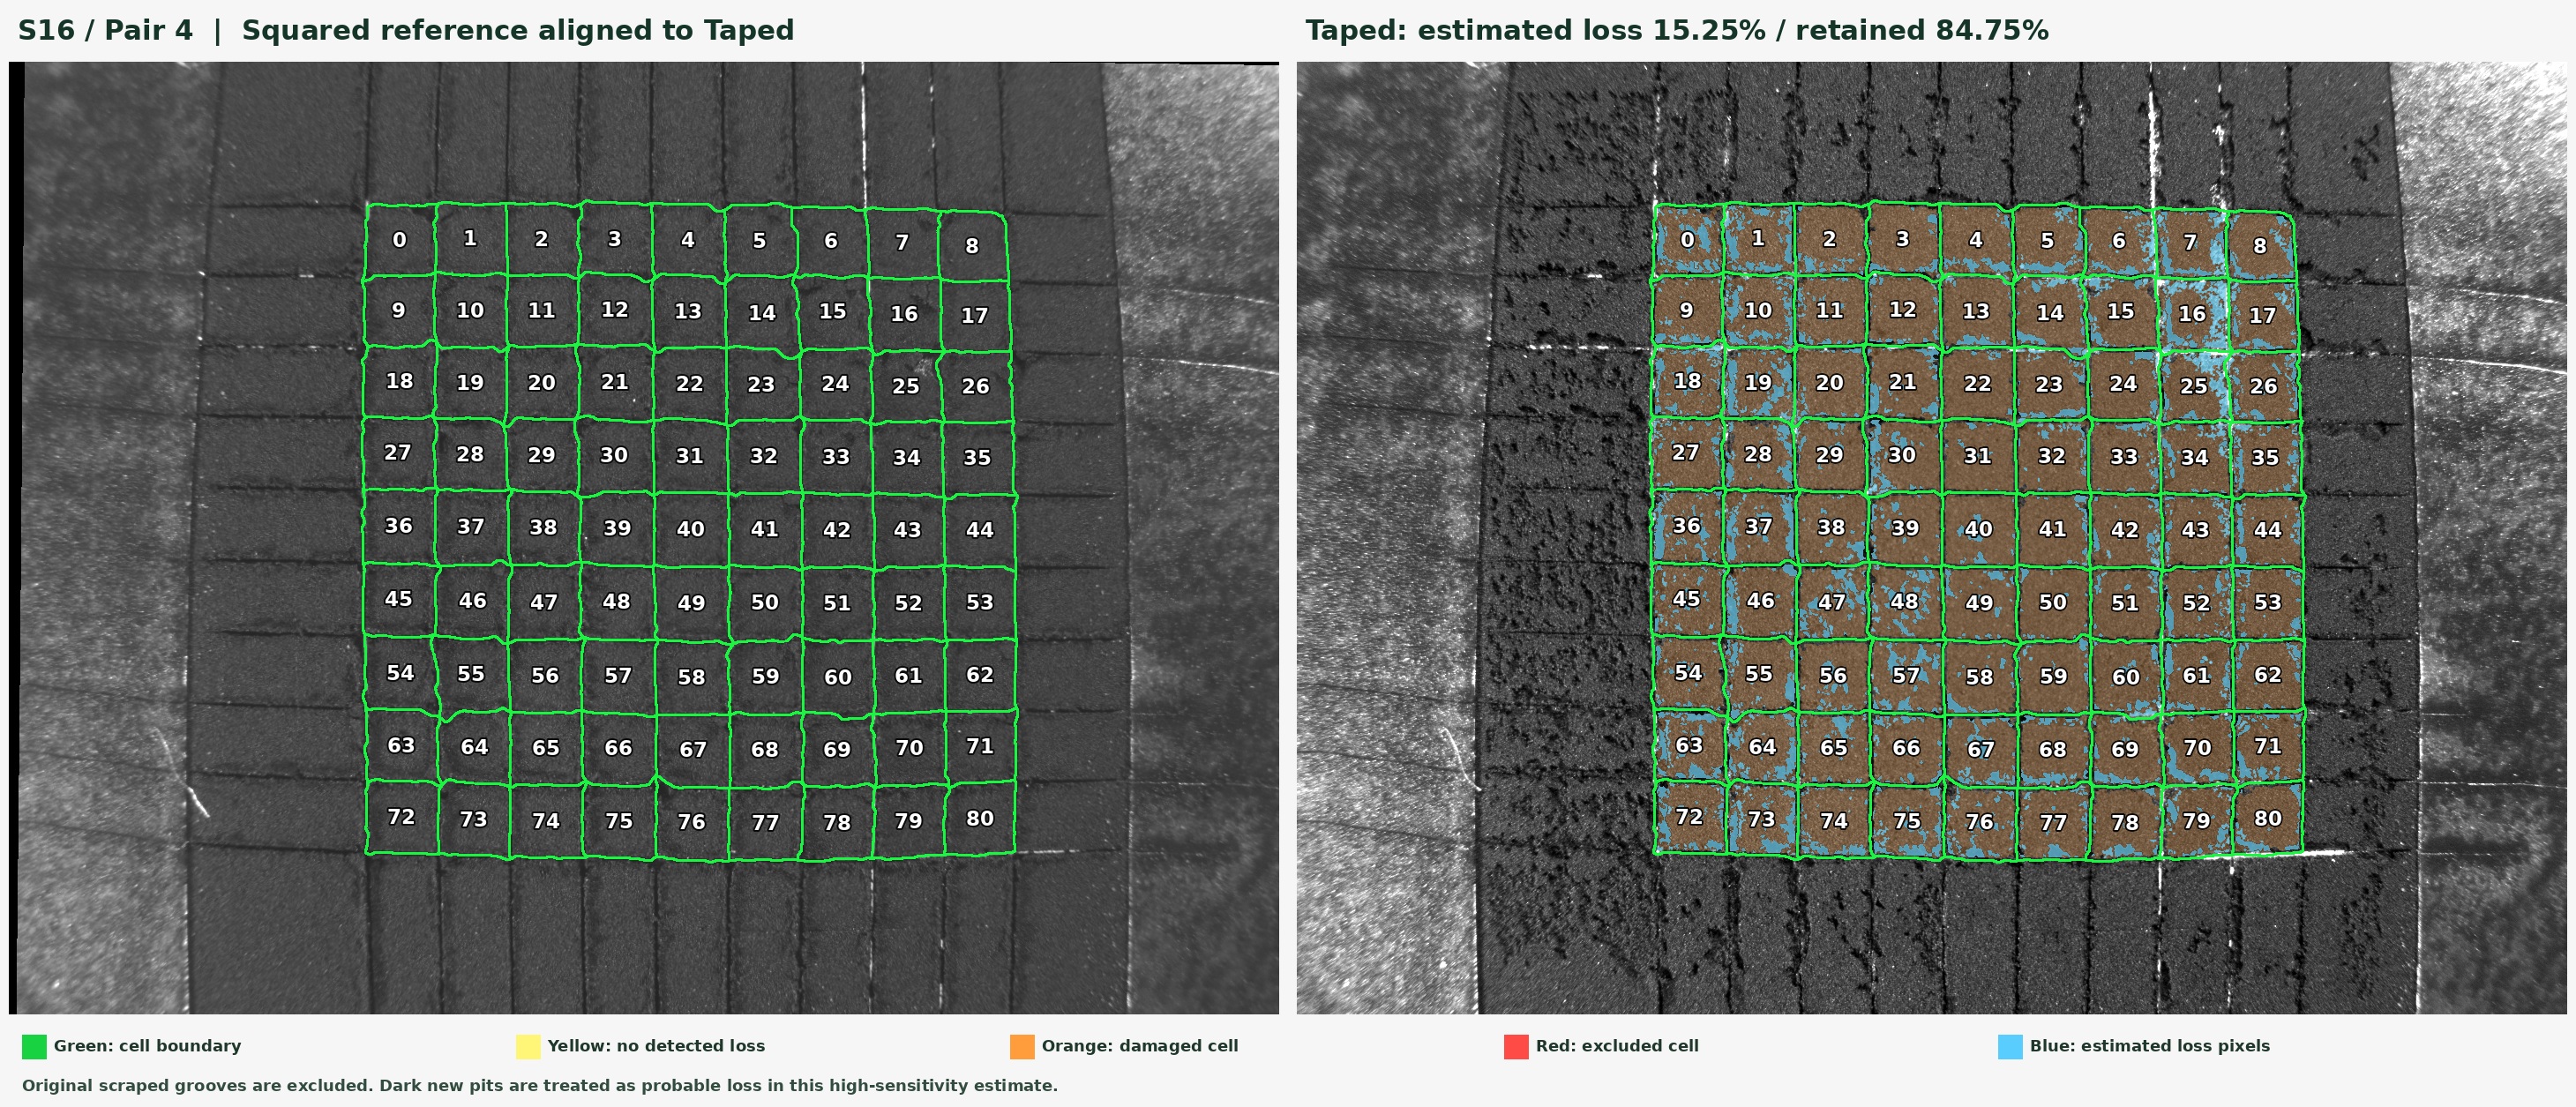 S16 / Pair 4 | Squared reference aligned to Taped
Taped: estimated loss 15.25% / retained 84.75%
0 1 2 3 4 5 6 7 8
9 10 11 12 13 14 15 16 17
18 19 20 21 22 23 24 25 26
27 28 29 30 31 32 33 34 35
36 37 38 39 40 41 42 43 44
45 46 47 48 49 50 51 52 53
54 55 56 57 58 59 60 61 62
63 64 65 66 67 68 69 70 71
72 73 74 75 76 77 78 79 80
0 1 2 3 4 5 6 7 8
9 10 11 12 13 14 15 16 17
18 19 20 21 22 23 24 25 26
27 28 29 30 31 32 33 34 35
36 37 38 39 40 41 42 43 44
45 46 47 48 49 50 51 52 53
54 55 56 57 58 59 60 61 62
63 64 65 66 67 68 69 70 71
72 73 74 75 76 77 78 79 80
Green: cell boundary
Yellow: no detected loss
Orange: damaged cell
Red: excluded cell
Blue: estimated loss pixels
Original scraped grooves are excluded. Dark new pits are treated as probable loss in this high-sensitivity estimate.